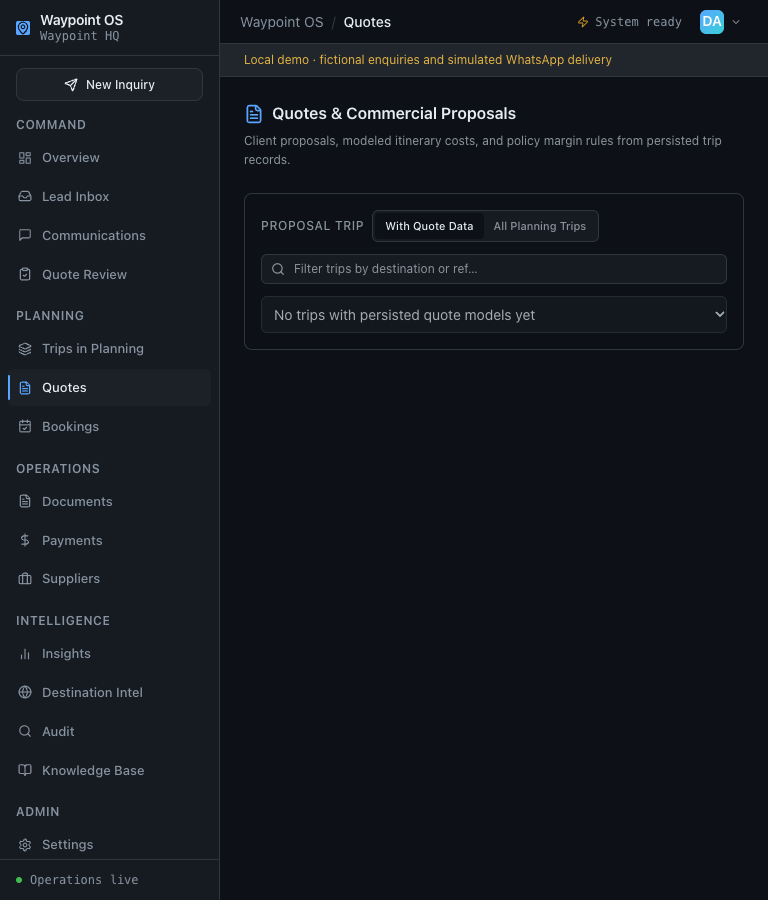 Waypoint OS
Waypoint HQ
New Inquiry
COMMAND
Overview
Lead Inbox
Communications
Quote Review
PLANNING
Trips in Planning
Quotes
Bookings
OPERATIONS
Documents
Payments
Suppliers
INTELLIGENCE
Insights
Destination Intel
Audit
Knowledge Base
ADMIN
Settings
Operations live
Waypoint OS / Quotes
System ready
DA
Local demo · fictional enquiries and simulated WhatsApp delivery
Quotes & Commercial Proposals
Client proposals, modeled itinerary costs, and policy margin rules from persisted trip
records.
PROPOSAL TRIP With Quote Data All Planning Trips
Filter trips by destination or ref...
No trips with persisted quote models yet